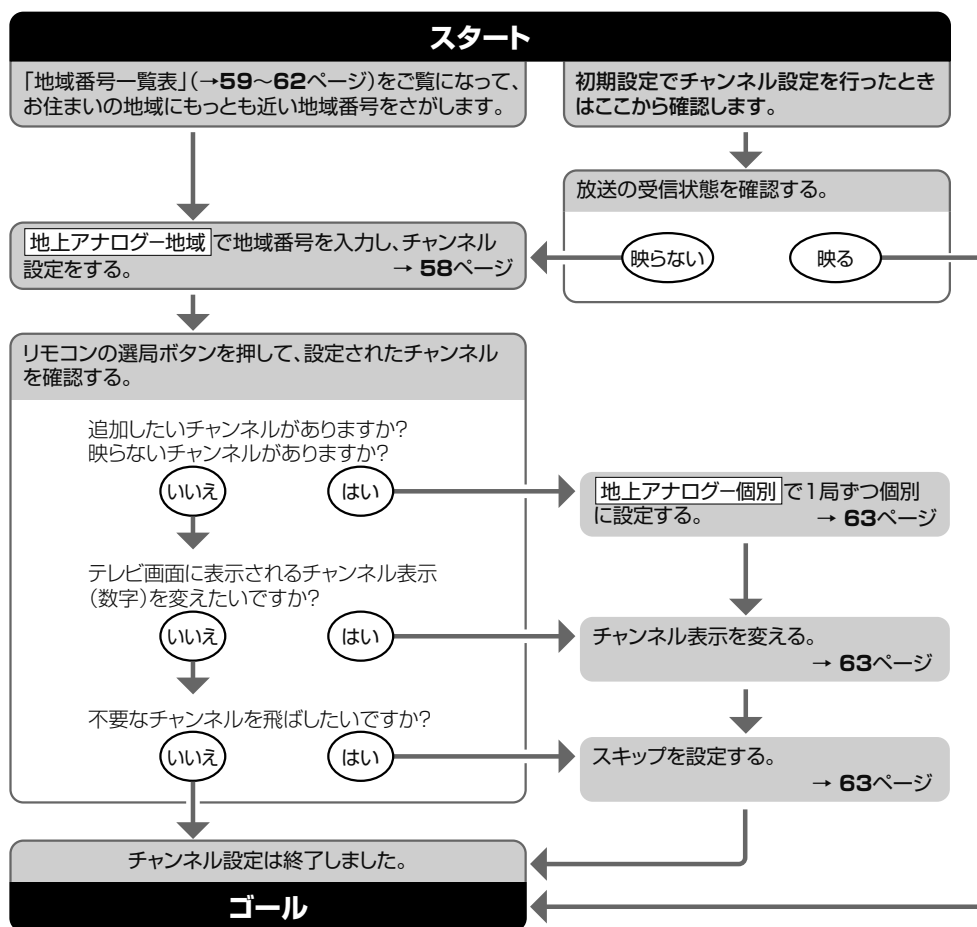 スタート
「地域番号一覧表」(→59〜62ページ)をご覧になって、
お住まいの地域にもっとも近い地域番号をさがします。
初期設定でチャンネル設定を行ったとき
はここから確認します。
放送の受信状態を確認する。
映らない
映る
地上アナログー地域 で地域番号を入力し、チャンネル
設定をする。 → 58ページ
リモコンの選局ボタンを押して、設定されたチャンネル
を確認する。
追加したいチャンネルがありますか?
映らないチャンネルがありますか?
いいえ
はい
地上アナログー個別 で1局ずつ個別
に設定する。 → 63ページ
テレビ画面に表示されるチャンネル表示
(数字)を変えたいですか?
いいえ
はい
チャンネル表示を変える。
→ 63ページ
不要なチャンネルを飛ばしたいですか?
いいえ
はい
スキップを設定する。
→ 63ページ
チャンネル設定は終了しました。
ゴール